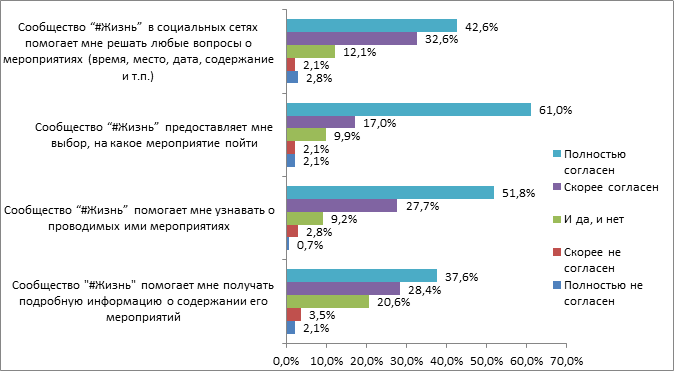 Сообщество “#Жизнь” в социальных сетях
помогает мне решать любые вопросы о
мероприятиях (время, место, дата, содержание
и т.п.)
42,6%
32,6%
12,1%
2,1%
2,8%
Сообщество “#Жизнь” предоставляет мне
выбор, на какое мероприятие пойти
61,0%
17,0%
9,9%
2,1%
2,1%
Сообщество “#Жизнь” помогает мне узнавать о
проводимых ими мероприятиях
51,8%
27,7%
9,2%
2,8%
0,7%
Сообщество "#Жизнь" помогает мне получать
подробную информацию о содержании его
мероприятий
37,6%
28,4%
20,6%
3,5%
2,1%
0,0% 10,0% 20,0% 30,0% 40,0% 50,0% 60,0% 70,0%
Полностью
согласен
Скорее согласен
И да, и нет
Скорее не
согласен
Полностью не
согласен